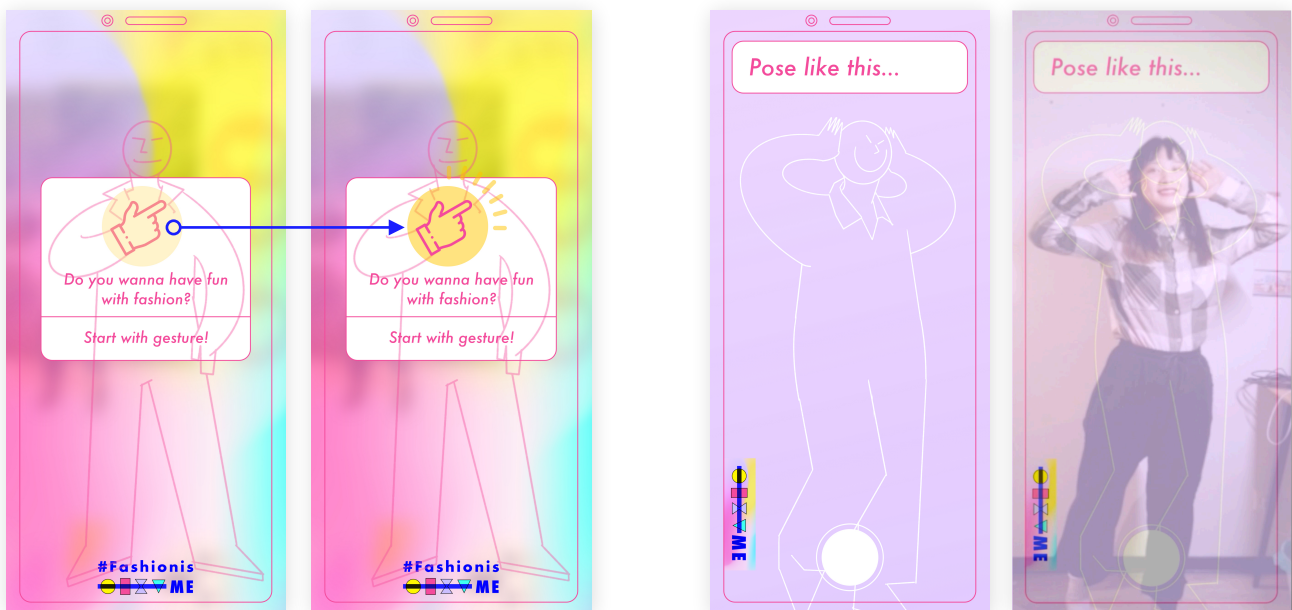 Do you wanna have fun
with fashion?
Start with gesture!
#Fashionis
ME
Do you wanna have fun
with fashion?
Start with gesture!
#Fashionis
ME
Pose like this...
ME
Pose like this...
ME